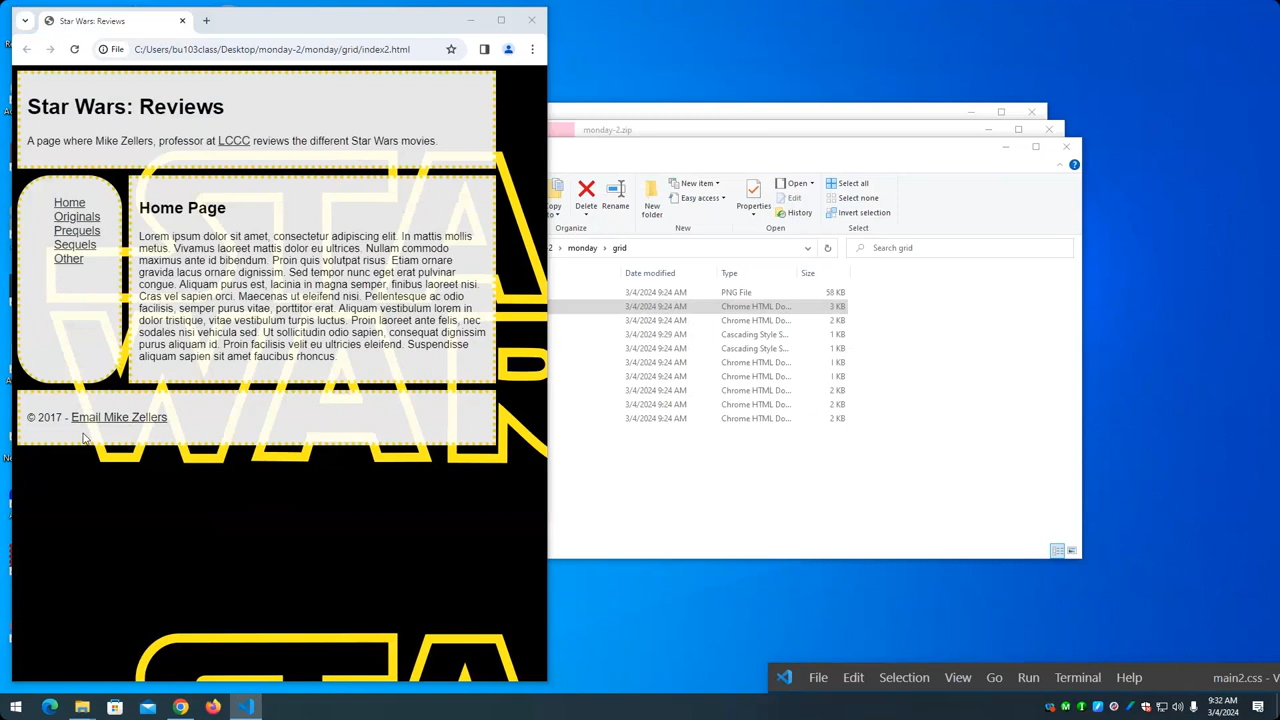 Star Wars: Reviews
File
C:/Users/bu103class/Desktop/monday-2/monday/grid/index2.html
Star Wars: Reviews
A page where Mike Zellers, professor at LCCC reviews the different Star Wars movies.
Home
Originals
Prequels
Sequels
Other
Home Page
Lorem ipsum dolor sit amet, consectetur adipiscing elit. In mattis mollis
metus. Vivamus laoreet mattis dolor eu ultrices. Nullam commodo
maximus ante id bibendum. Proin quis volutpat risus. Etiam ornare
gravida lacus ornare dignissim. Sed tempor nunc eget erat pulvinar
congue. Aliquam purus est, lacinia in magna semper, finibus laoreet nisi.
Cras vel sapien orci. Maecenas ut eleifend nisi. Pellentesque ac odio
facilisis, semper purus vitae, porttitor erat. Aliquam vestibulum lorem in
dolor tristique, vitae vestibulum turpis luctus. Proin laoreet ante felis, nec
sodales nisi vehicula sed. Ut sollicitudin odio sapien, consequat dignissim
purus aliquam id. Proin facilisis velit eu ultricies eleifend. Suspendisse
aliquam sapien sit amet faucibus rhoncus.
© 2017 - Email Mike Zellers
STAR
WARS
monday-2.zip
Copy
to
Delete
Rename
New
folder
New item
Easy access
Properties
Open
Edit
History
Select all
Select none
Invert selection
Organize
New
Open
Select
2
monday
grid
Search grid
Date modified
Type
Size
3/4/2024 9:24 AM PNG File 58 KB
3/4/2024 9:24 AM Chrome HTML Do... 3 KB
3/4/2024 9:24 AM Chrome HTML Do... 2 KB
3/4/2024 9:29 AM Cascading Style S... 2 KB
3/4/2024 9:24 AM Cascading Style S... 2 KB
3/4/2024 9:24 AM Chrome HTML Do... 1 KB
3/4/2024 9:24 AM Chrome HTML Do... 1 KB
3/4/2024 9:24 AM Chrome HTML Do... 2 KB
3/4/2024 9:24 AM Chrome HTML Do... 2 KB
3/4/2024 9:24 AM Chrome HTML Do... 2 KB
File Edit Selection View Go Run Terminal Help main2.css - V
9:32 AM
3/4/2024